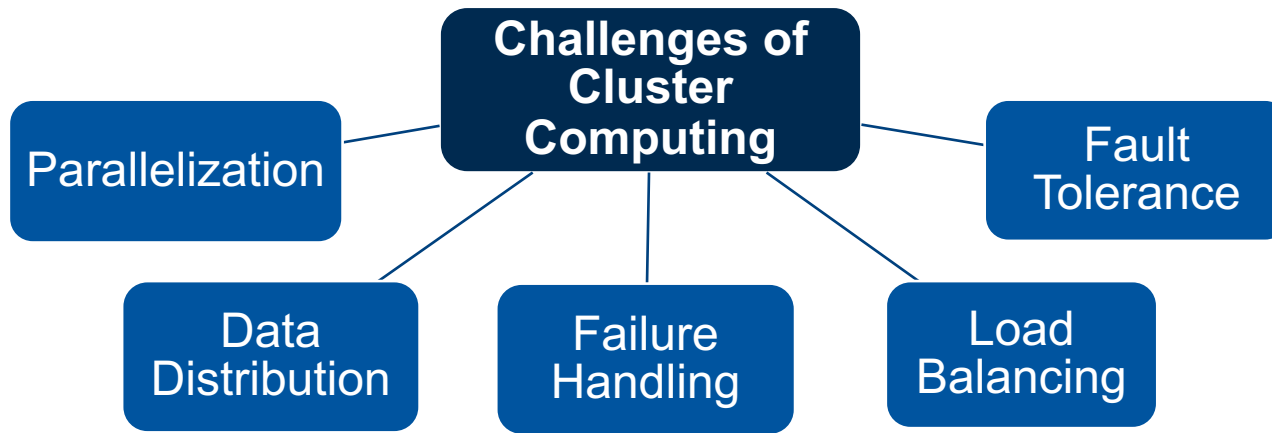 Challenges of
Cluster
Computing
Parallelization
Fault
Tolerance
Data
Distribution
Failure
Handling
Load
Balancing